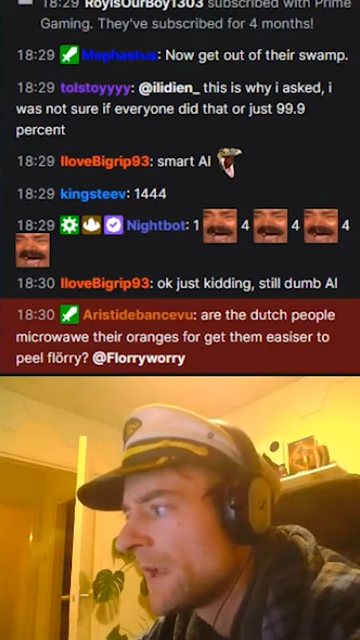 18:29 RoyIsOurBoy1303 subscribed with Prime
Gaming. They've subscribed for 4 months!
18:29 Mephastus: Now get out of their swamp.
18:29 tolstoyyyy: @ilidien_ this is why i asked, i
was not sure if everyone did that or just 99.9
percent
18:29 IloveBigrip93: smart AI
18:29 kingsteev: 1444
18:29 Nightbot: 1 4 4 4
18:30 IloveBigrip93: ok just kidding, still dumb AI
18:30 Aristidebancevu: are the dutch people
microwawe their oranges for get them easiser to
peel flörry? @Florryworry